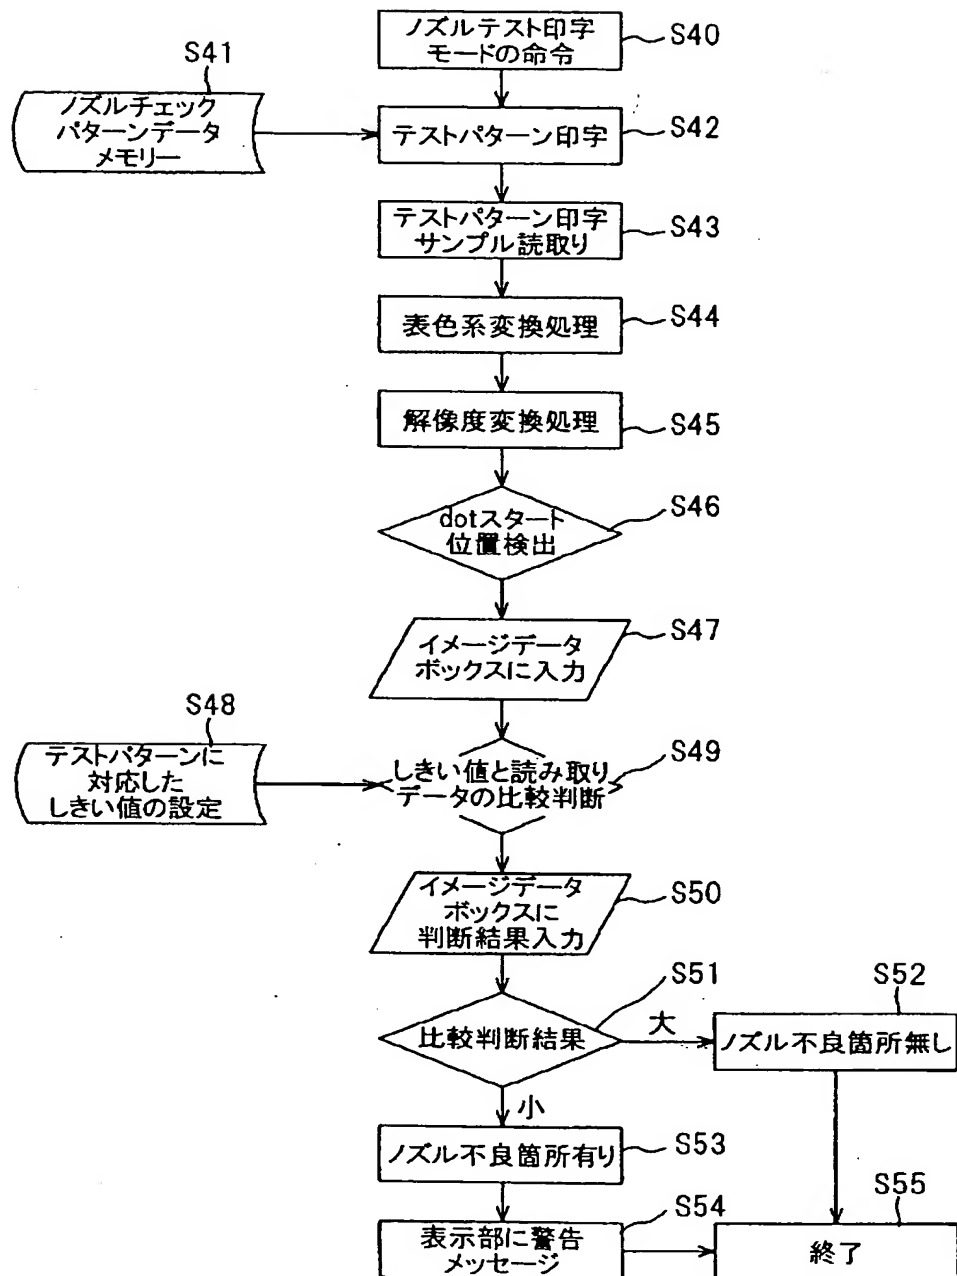 ノズルテスト印字
モードの命令
S40
S41
ノズルチェック
パターンデータ
メモリー
テストパターン印字
S42
テストパターン印字
サンプル読取り
S43
表色系変換処理
S44
解像度変換処理
S45
dotスタート
位置検出
S46
イメージデータ
ボックスに入力
S47
S48
テストパターンに
対応した
しきい値の設定
しきい値と読み取り
データの比較判断
S49
イメージデータ
ボックスに
判断結果入力
S50
比較判断結果
S51
大
S52
ノズル不良箇所無し
小
ノズル不良箇所有り
S53
表示部に警告
メッセージ
S54
S55
終了